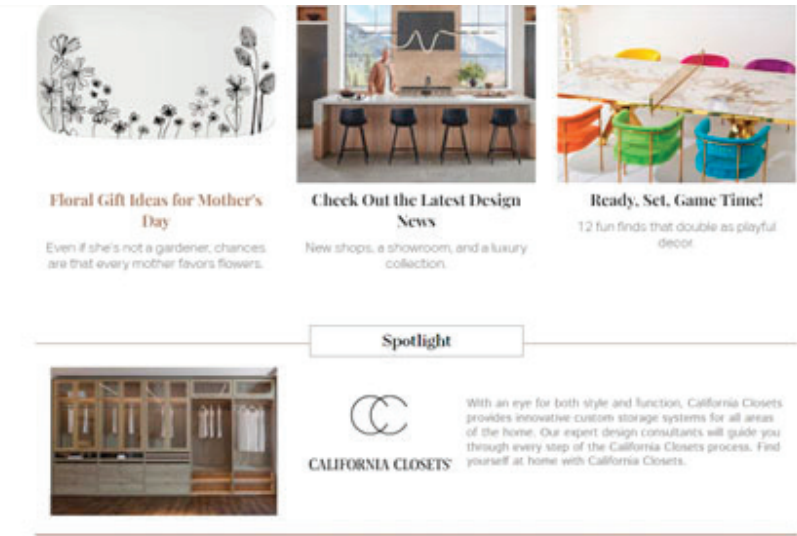 Floral Gift Ideas for Mother's
Day
Even if she's not a gardener, chances
are that every mother favors flowers.
Check Out the Latest Design
News
New shops, a showroom, and a luxury
collection.
Ready, Set, Game Time!
12 fun finds that double as playful
decor.
Spotlight
CC
CALIFORNIA CLOSETS®
With an eye for both style and function, California Closets
provides innovative custom storage systems for all areas
of the home. Our expert design consultants will guide you
through every step of the California Closets process. Find
yourself at home with California Closets.